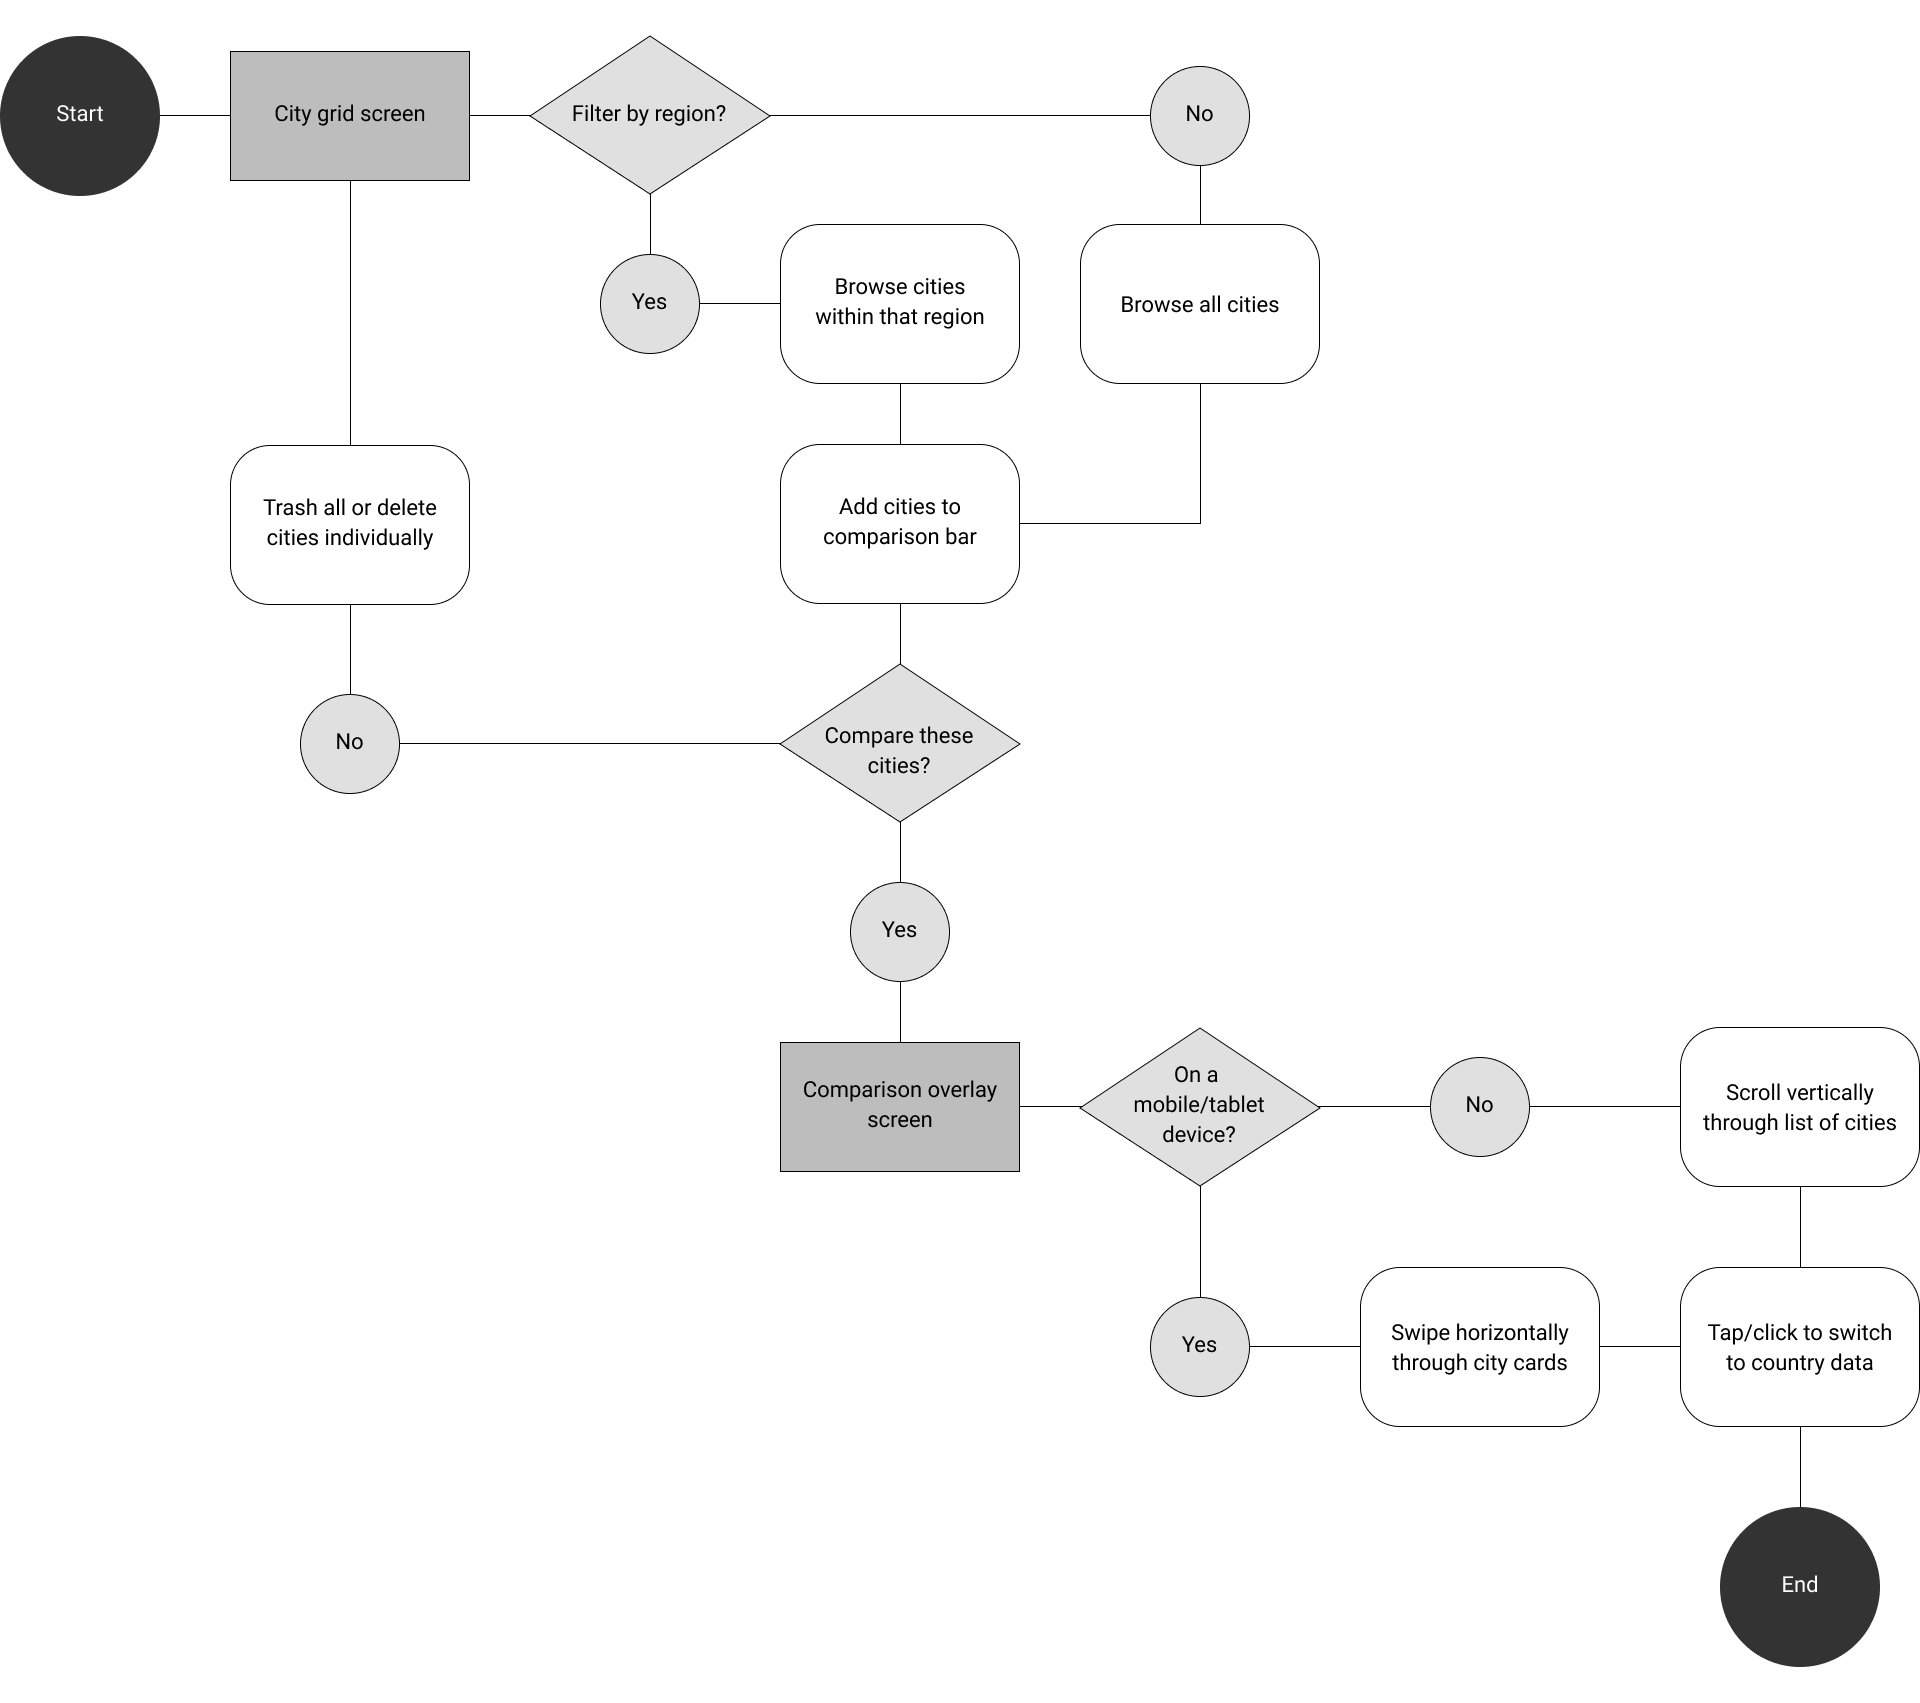 Start
City grid screen
Filter by region?
No
Yes
Browse cities
within that region
Browse all cities
Trash all or delete
cities individually
Add cities to
comparison bar
No
Compare these
cities?
Yes
Comparison overlay
screen
On a
mobile/tablet
device?
No
Scroll vertically
through list of cities
Yes
Swipe horizontally
through city cards
Tap/click to switch
to country data
End